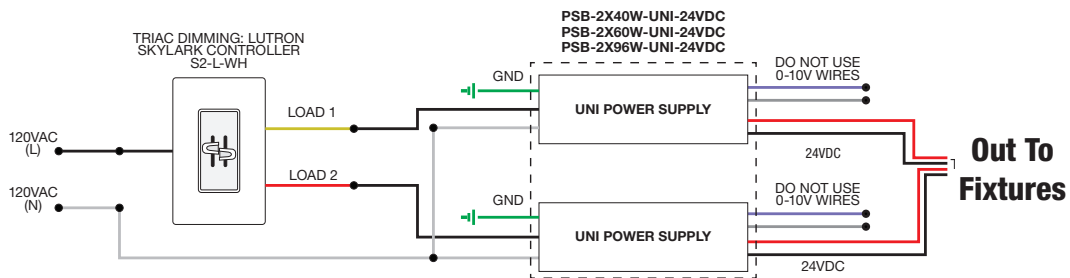 PSB-2X40W-UNI-24VDC
PSB-2X60W-UNI-24VDC
PSB-2X96W-UNI-24VDC
TRIAC DIMMING: LUTRON
SKYLARK CONTROLLER
S2-L-WH
120VAC
(L)
120VAC
(N)
LOAD 1
LOAD 2
GND
UNI POWER SUPPLY
DO NOT USE
0-10V WIRES
24VDC
GND
UNI POWER SUPPLY
DO NOT USE
0-10V WIRES
24VDC
Out To
Fixtures